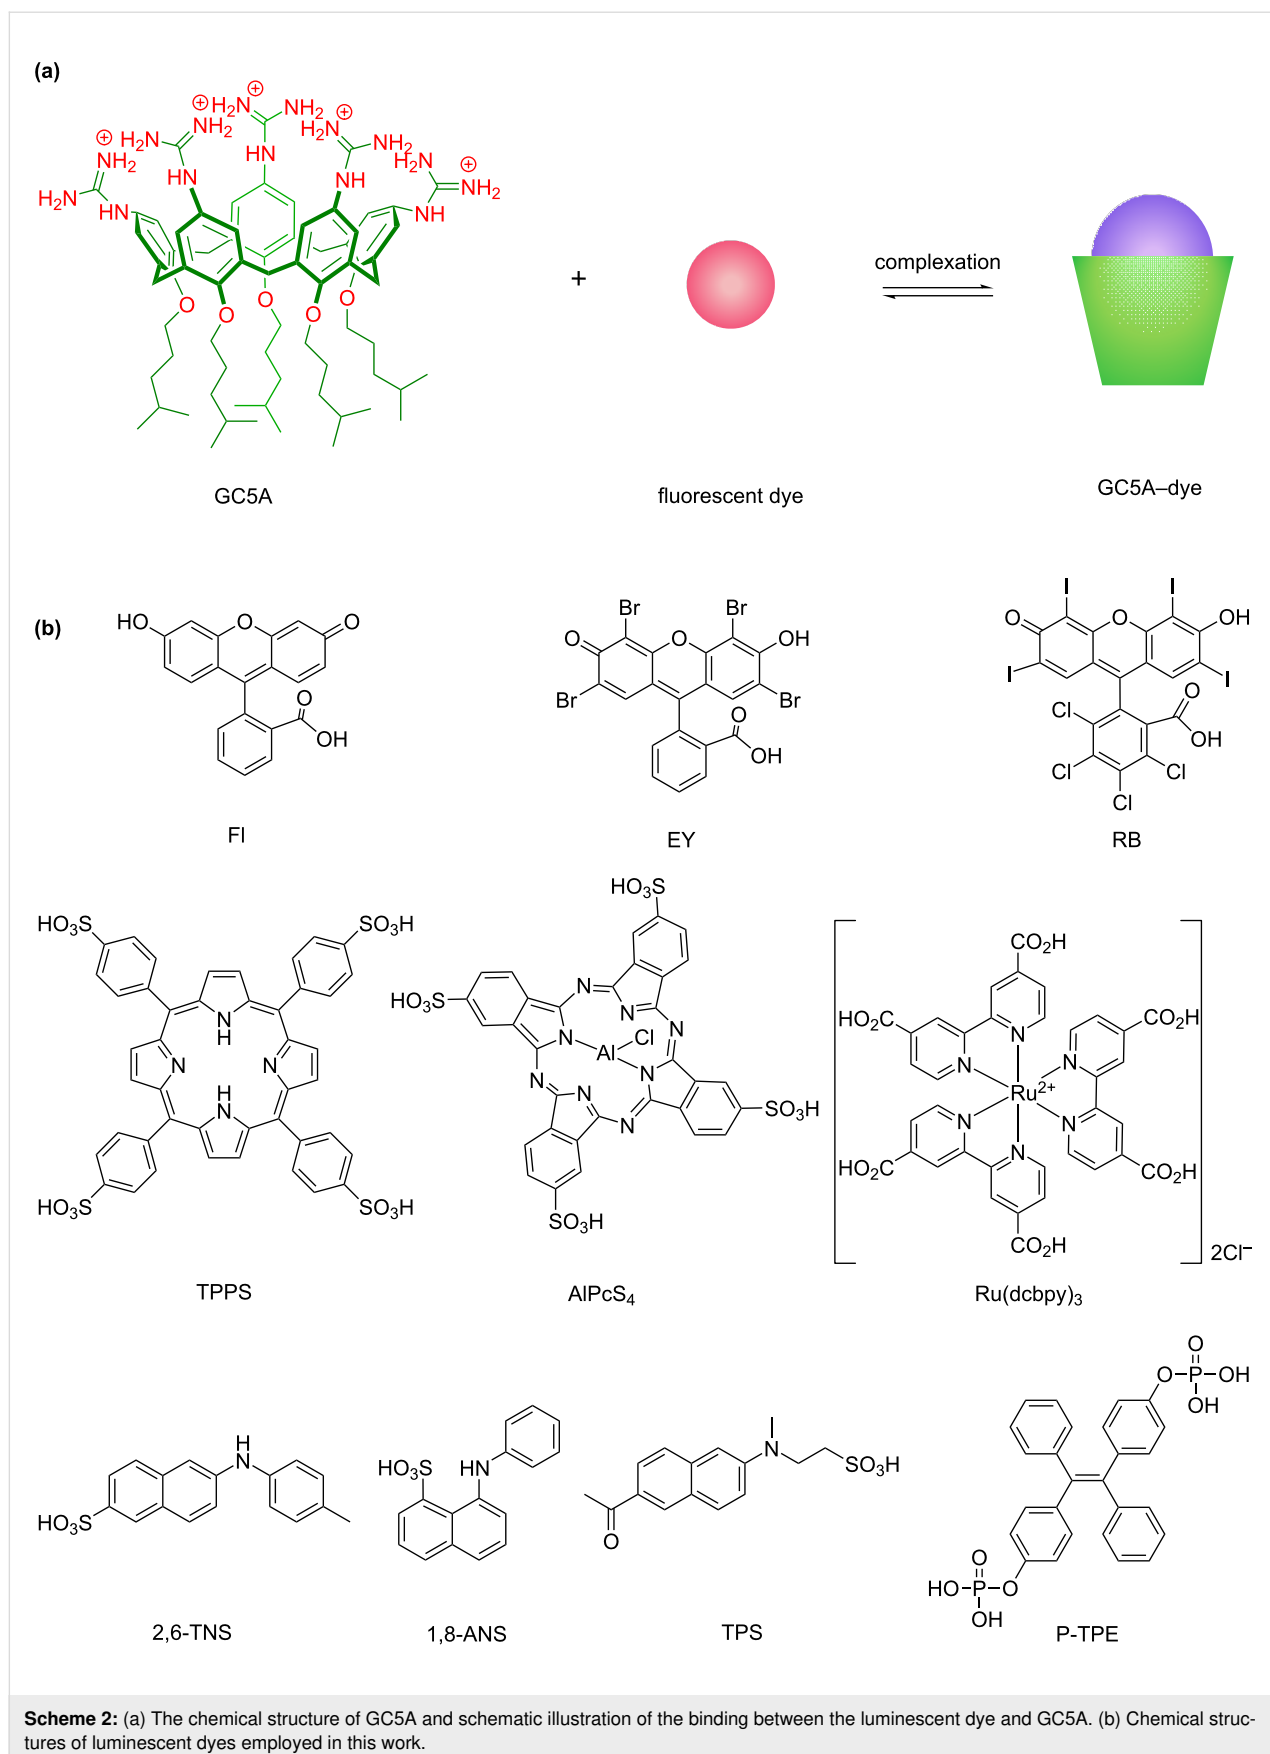 (a)
H2N
⊕
NH2
HN
H2N
⊕
NH2
HN
⊕
H2N
NH2
HN
⊕
H2N
NH2
NH
H2N
⊕
NH2
NH
O
O
O
O
O
+
complexation
GC5A
fluorescent dye
GC5A–dye
(b)
HO
O
O
O
OH
Fl
Br
Br
O
O
OH
Br
Br
O
OH
EY
I
I
O
O
OH
I
I
Cl
O
OH
Cl
Cl
Cl
RB
HO3S
SO3H
N
H
N
N
H
N
HO3S
SO3H
TPPS
HO3S
HO3S
N
N
N
N
Al
Cl
N
N
N
N
SO3H
SO3H
AlPcS4
CO2H
HO2C
CO2H
N
N
N
Ru2+
N
N
N
HO2C
CO2H
CO2H
2Cl–
Ru(dcbpy)3
H
N
HO3S
2,6-TNS
HO3S
HN
1,8-ANS
N
SO3H
O
TPS
O
O–P–OH
OH
O
HO–P–O
OH
P-TPE
Scheme 2: (a) The chemical structure of GC5A and schematic illustration of the binding between the luminescent dye and GC5A. (b) Chemical struc-
tures of luminescent dyes employed in this work.